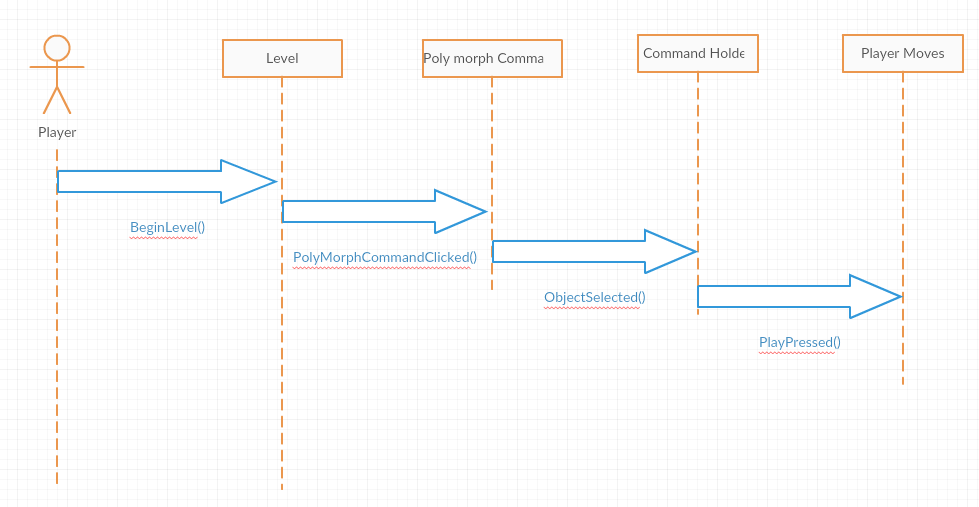 Level
Poly morph Comma
Command Holde
Player Moves
Player
BeginLevel()
PolyMorphCommandClicked()
ObjectSelected()
PlayPressed()